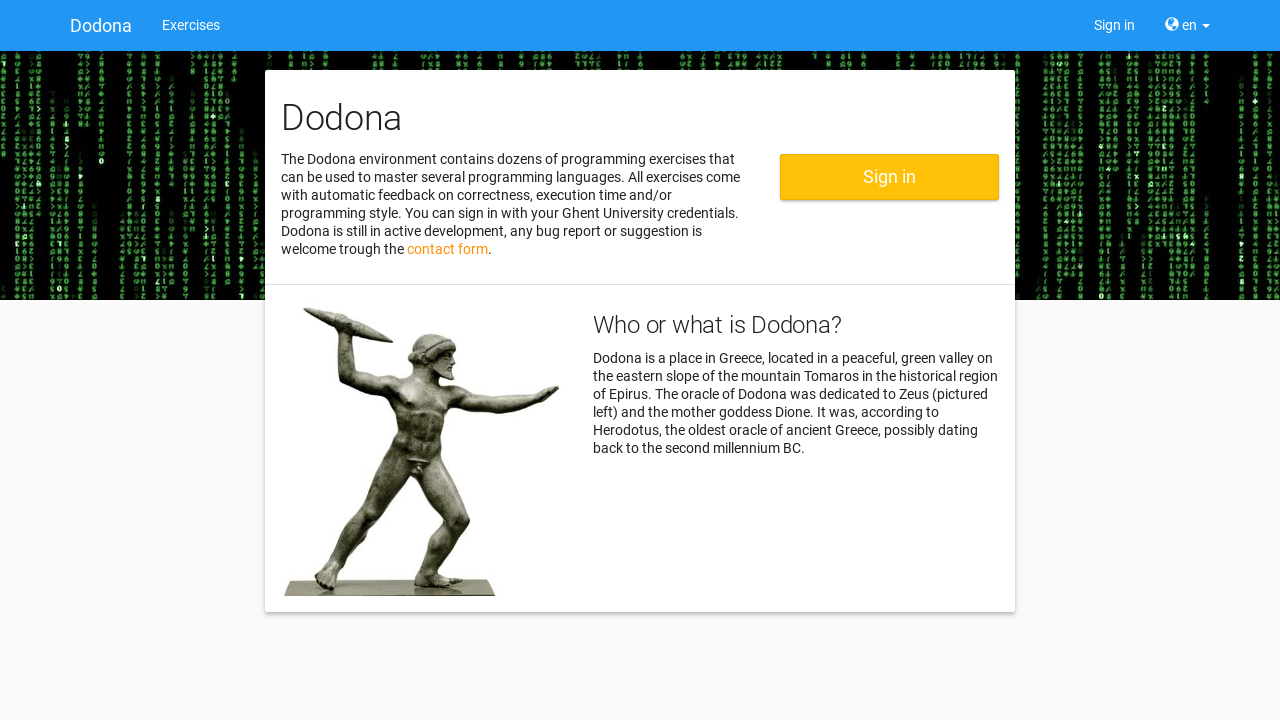 Dodona Exercises Sign in en
Dodona
The Dodona environment contains dozens of programming exercises that
can be used to master several programming languages. All exercises come
with automatic feedback on correctness, execution time and/or
programming style. You can sign in with your Ghent University credentials.
Dodona is still in active development, any bug report or suggestion is
welcome trough the contact form.
Sign in
Who or what is Dodona?
Dodona is a place in Greece, located in a peaceful, green valley on
the eastern slope of the mountain Tomaros in the historical region
of Epirus. The oracle of Dodona was dedicated to Zeus (pictured
left) and the mother goddess Dione. It was, according to
Herodotus, the oldest oracle of ancient Greece, possibly dating
back to the second millennium BC.